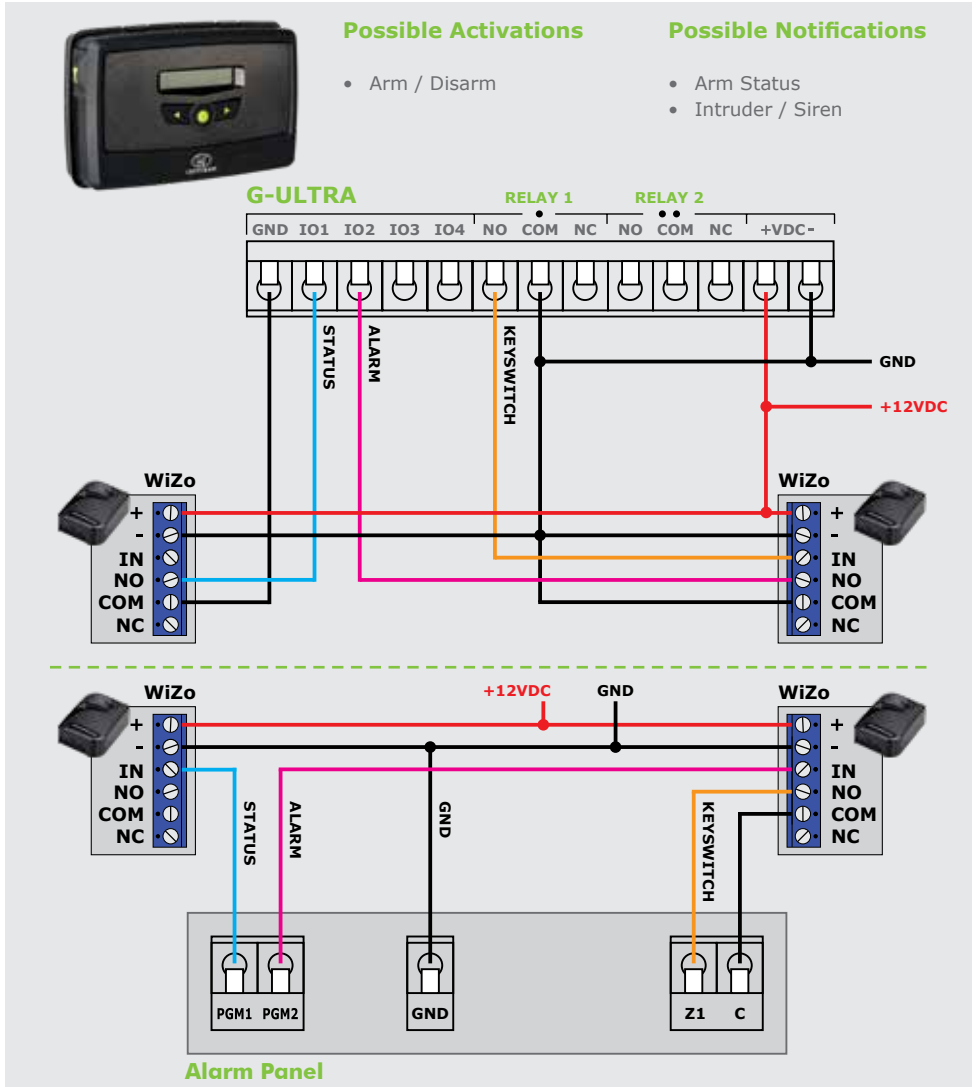 Possible Activations
• Arm / Disarm
Possible Notifications
• Arm Status
• Intruder / Siren
G-ULTRA
RELAY 1
RELAY 2
GND IO1 IO2 IO3 IO4 NO COM NC NO COM NC +VDC-
STATUS
ALARM
KEYSWITCH
GND
+12VDC
WiZo
+
-
IN
NO
COM
NC
WiZo
+
-
IN
NO
COM
NC
WiZo
+
-
IN
NO
COM
NC
+12VDC
GND
WiZo
+
-
IN
NO
COM
NC
STATUS
ALARM
GND
KEYSWITCH
PGM1 PGM2
GND
Z1 C
Alarm Panel